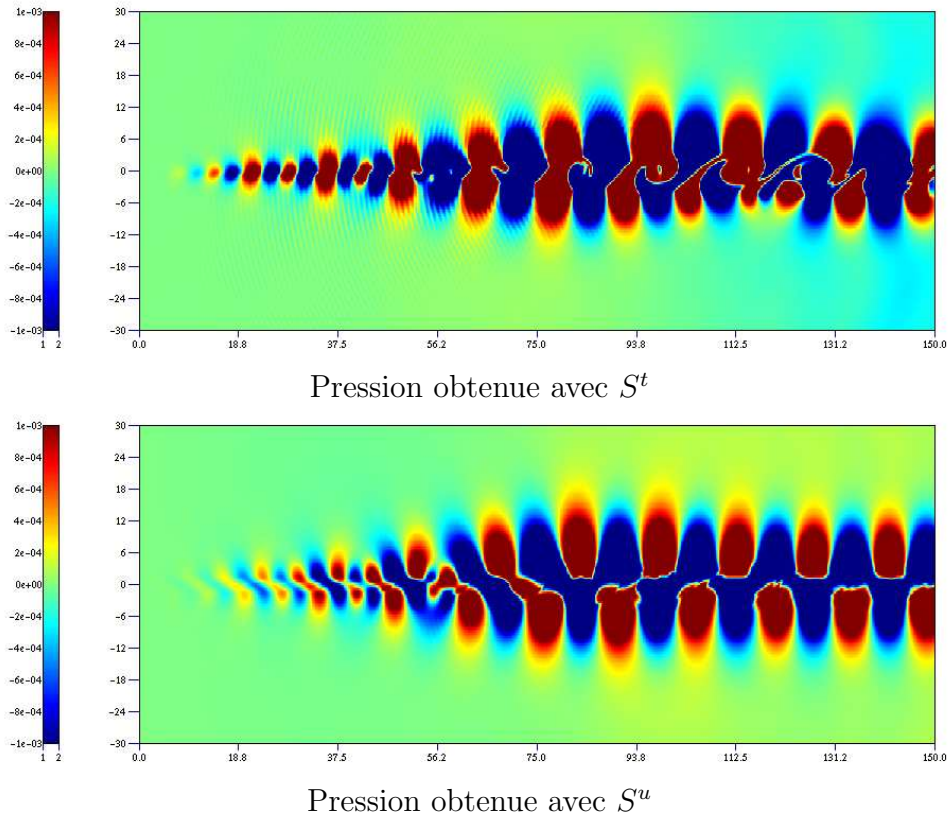 1e-03
8e-04
6e-04
4e-04
2e-04
0e+00
-2e-04
-4e-04
-6e-04
-8e-04
-1e-03
1 2
30
24
18
12
6
0
-6
-12
-18
-24
-30
0.0 18.8 37.5 56.2 75.0 93.8 112.5 131.2 150.0
Pression obtenue avec S^t
1e-03
8e-04
6e-04
4e-04
2e-04
0e+00
-2e-04
-4e-04
-6e-04
-8e-04
-1e-03
1 2
30
24
18
12
6
0
-6
-12
-18
-24
-30
0.0 18.8 37.5 56.2 75.0 93.8 112.5 131.2 150.0
Pression obtenue avec S^u